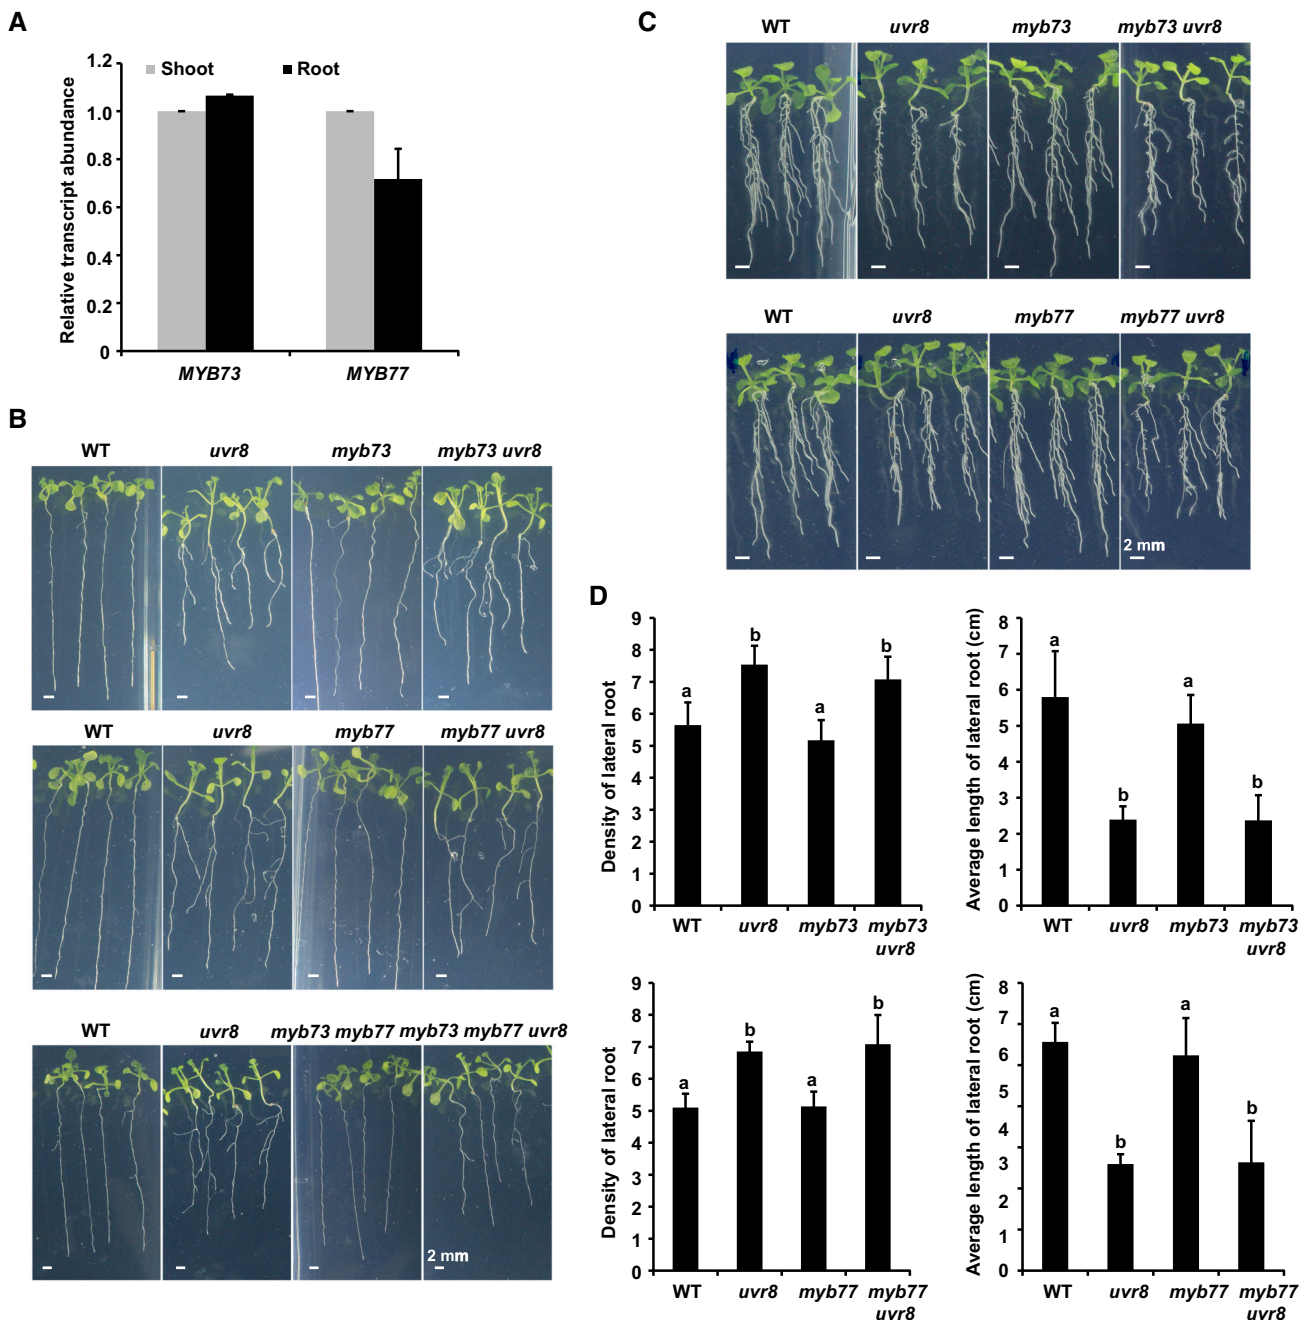 A
Relative transcript abundance
1.2
1.0
0.8
0.6
0.4
0.2
0
Shoot
Root
MYB73
MYB77
B
WT
uvr8
myb73
myb73 uvr8
WT
uvr8
myb77
myb77 uvr8
WT
uvr8
myb73 myb77
myb73 myb77 uvr8
2 mm
C
WT
uvr8
myb73
myb73 uvr8
WT
uvr8
myb77
myb77 uvr8
2 mm
D
Density of lateral root
9
8
7
6
5
4
3
2
1
0
a
b
a
b
WT
uvr8
myb73
myb73
uvr8
Average length of lateral root (cm)
8
7
6
5
4
3
2
1
0
a
b
a
b
WT
uvr8
myb73
myb73
uvr8
Density of lateral root
9
8
7
6
5
4
3
2
1
0
a
b
a
b
WT
uvr8
myb77
myb77
uvr8
Average length of lateral root (cm)
8
7
6
5
4
3
2
1
0
a
b
a
b
WT
uvr8
myb77
myb77
uvr8